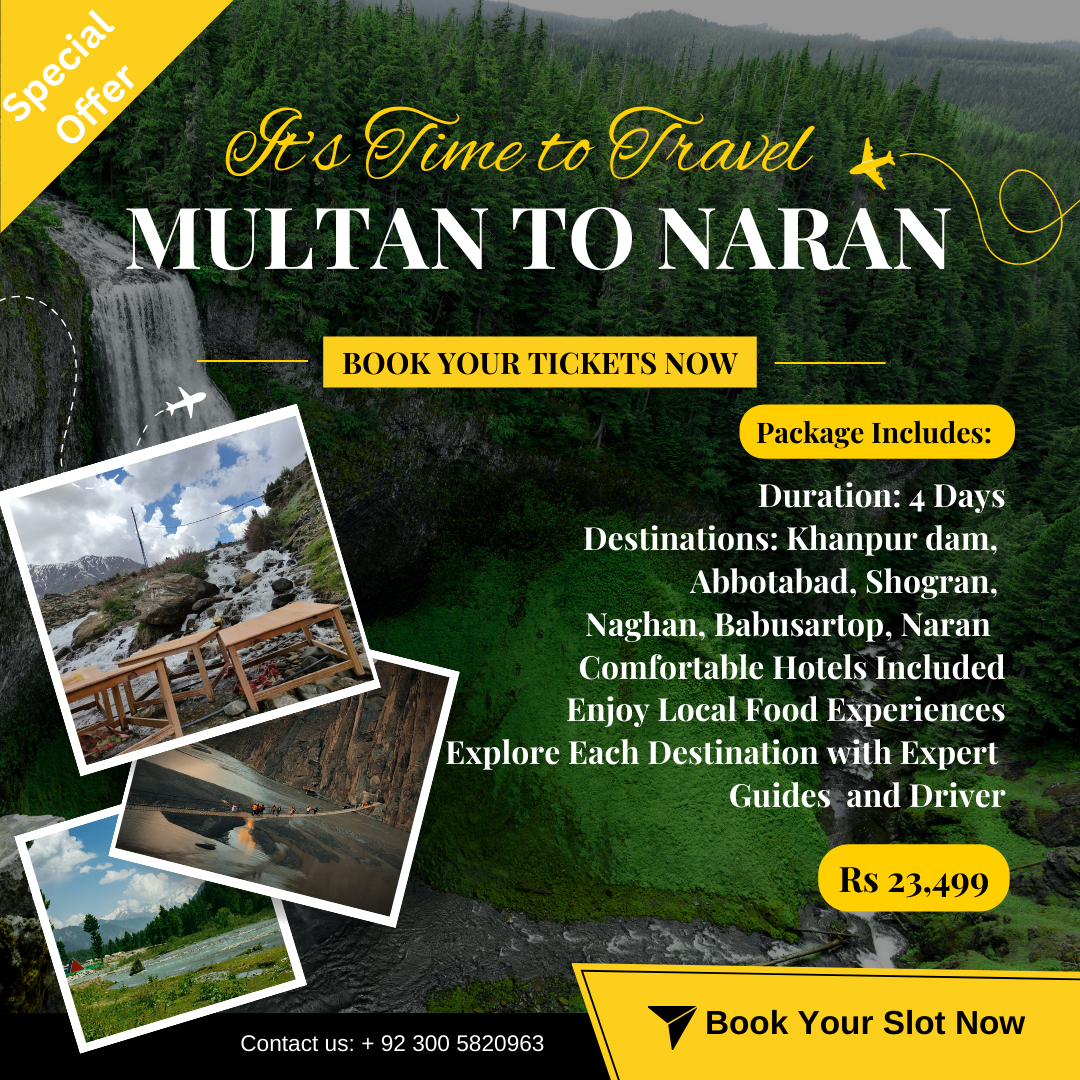 Special
Offer
It's Time to Travel
MULTAN TO NARAN
BOOK YOUR TICKETS NOW
Package Includes:
Duration: 4 Days
Destinations: Khanpur dam,
Abbotabad, Shogran,
Naghan, Babusartop, Naran
Comfortable Hotels Included
Enjoy Local Food Experiences
Explore Each Destination with Expert
Guides and Driver
Rs 23,499
Book Your Slot Now
Contact us: + 92 300 5820963